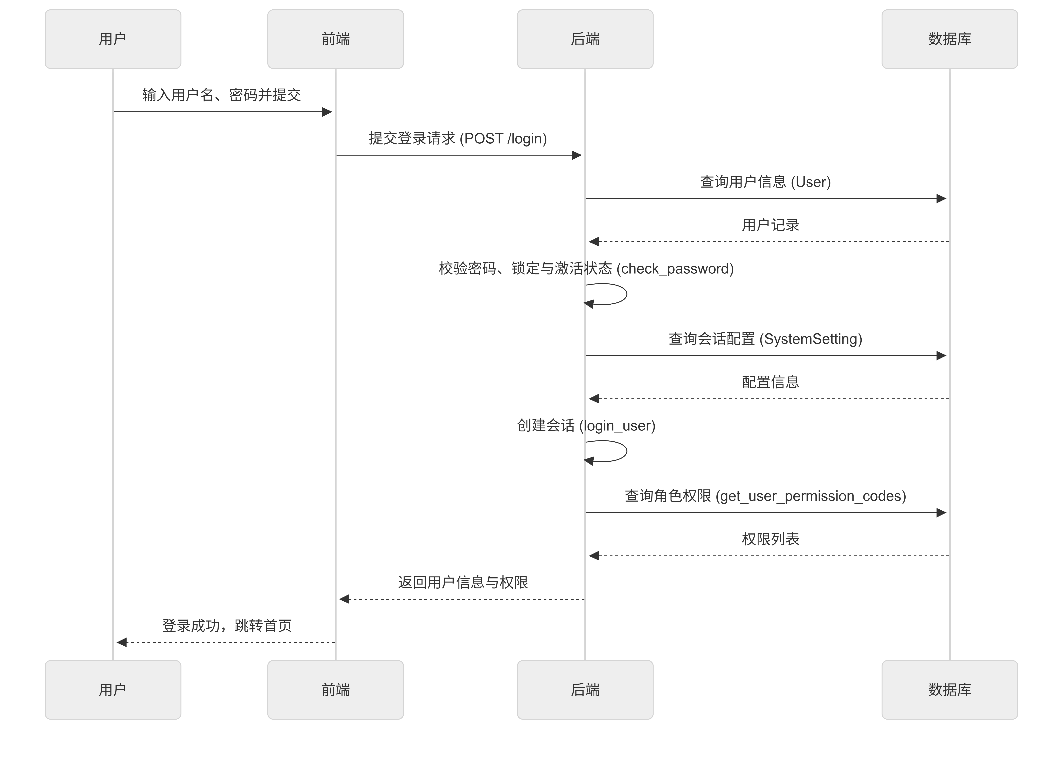 用户
前端
后端
数据库
输入用户名、密码并提交
提交登录请求 (POST /login)
查询用户信息 (User)
用户记录
校验密码、锁定与激活状态 (check_password)
查询会话配置 (SystemSetting)
配置信息
创建会话 (login_user)
查询角色权限 (get_user_permission_codes)
权限列表
返回用户信息与权限
登录成功，跳转首页
用户
前端
后端
数据库